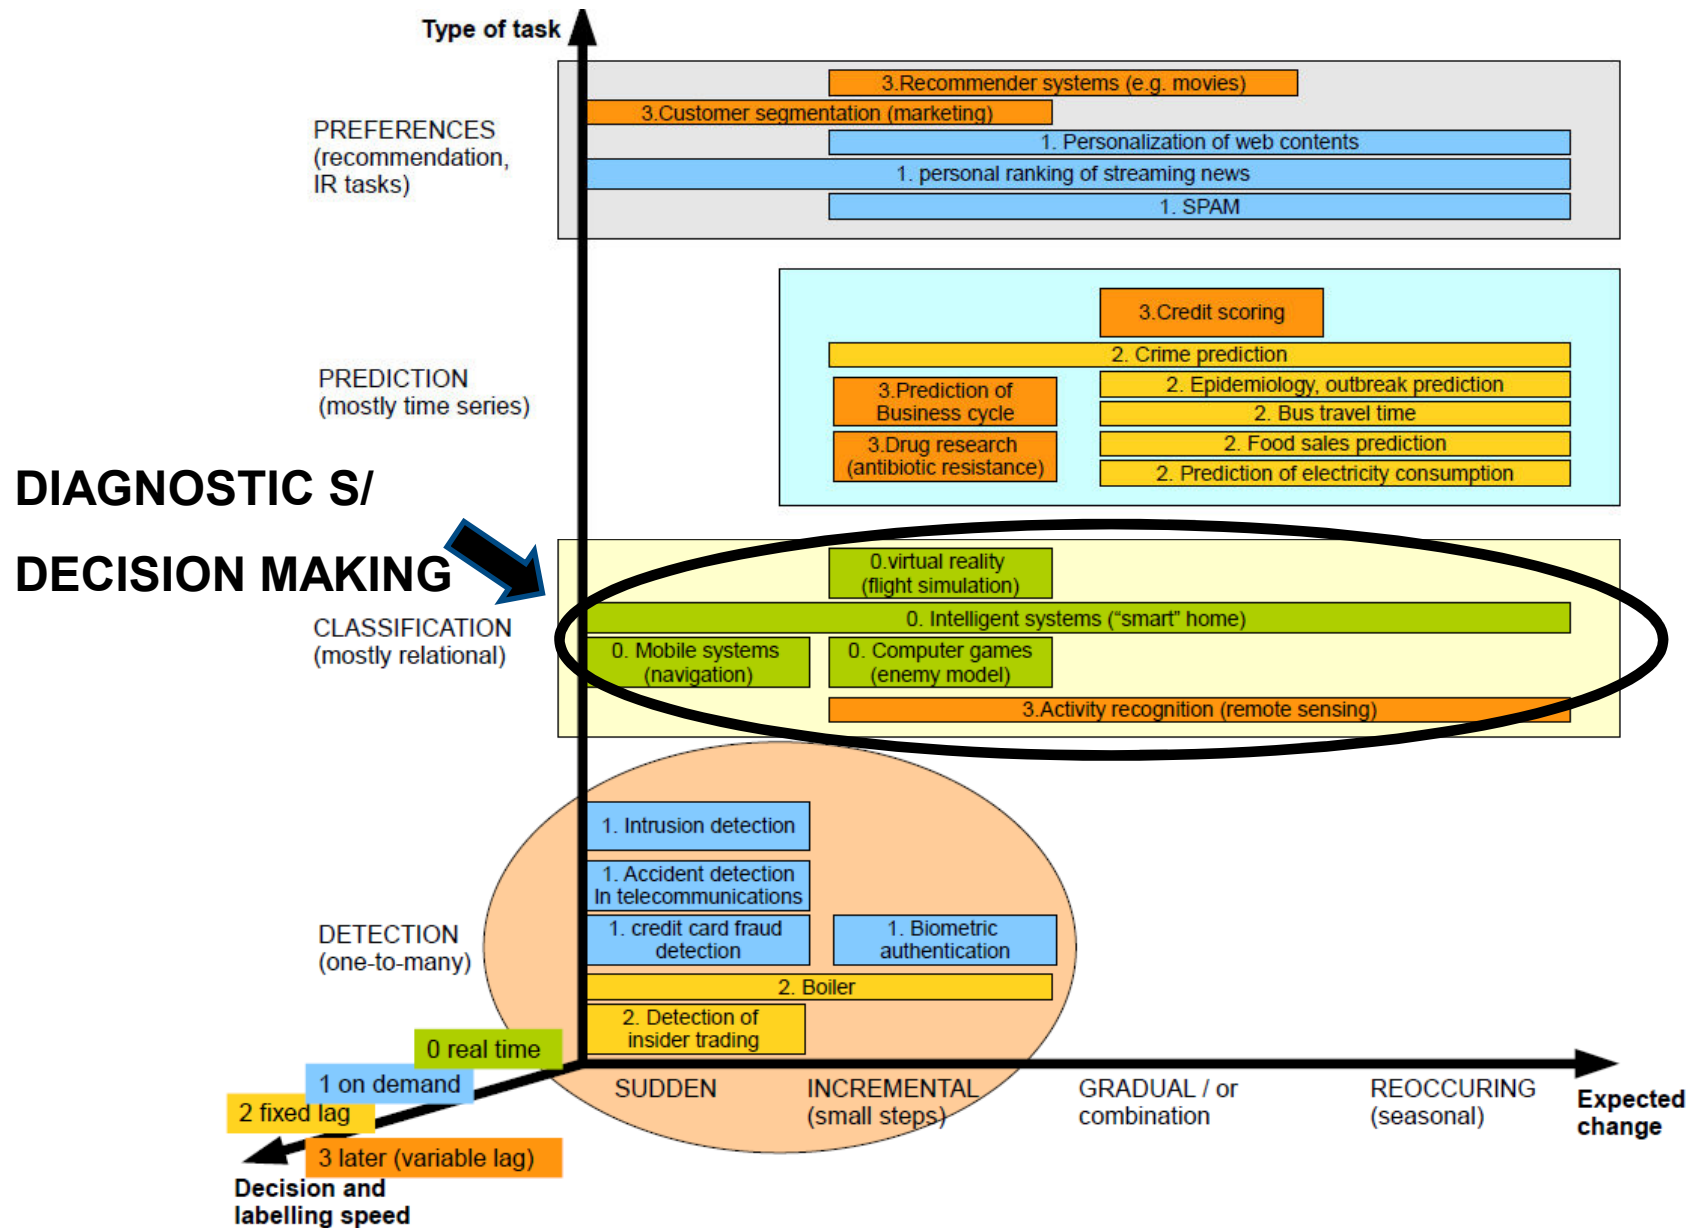 Type of task
3.Recommender systems (e.g. movies)
3.Customer segmentation (marketing)
PREFERENCES
(recommendation,
IR tasks)
1. Personalization of web contents
1. personal ranking of streaming news
1. SPAM
3.Credit scoring
2. Crime prediction
PREDICTION
(mostly time series)
3.Prediction of
Business cycle
2. Epidemiology, outbreak prediction
2. Bus travel time
3.Drug research
(antibiotic resistance)
2. Food sales prediction
2. Prediction of electricity consumption
DIAGNOSTIC S/
DECISION MAKING
0.virtual reality
(flight simulation)
0. Intelligent systems (“smart” home)
CLASSIFICATION
(mostly relational)
0. Mobile systems
(navigation)
0. Computer games
(enemy model)
3.Activity recognition (remote sensing)
1. Intrusion detection
1. Accident detection
In telecommunications
DETECTION
(one-to-many)
1. credit card fraud
detection
1. Biometric
authentication
2. Boiler
2. Detection of
insider trading
0 real time
1 on demand
2 fixed lag
3 later (variable lag)
Decision and
labelling speed
SUDDEN
INCREMENTAL
(small steps)
GRADUAL / or
combination
REOCCURING
(seasonal)
Expected
change